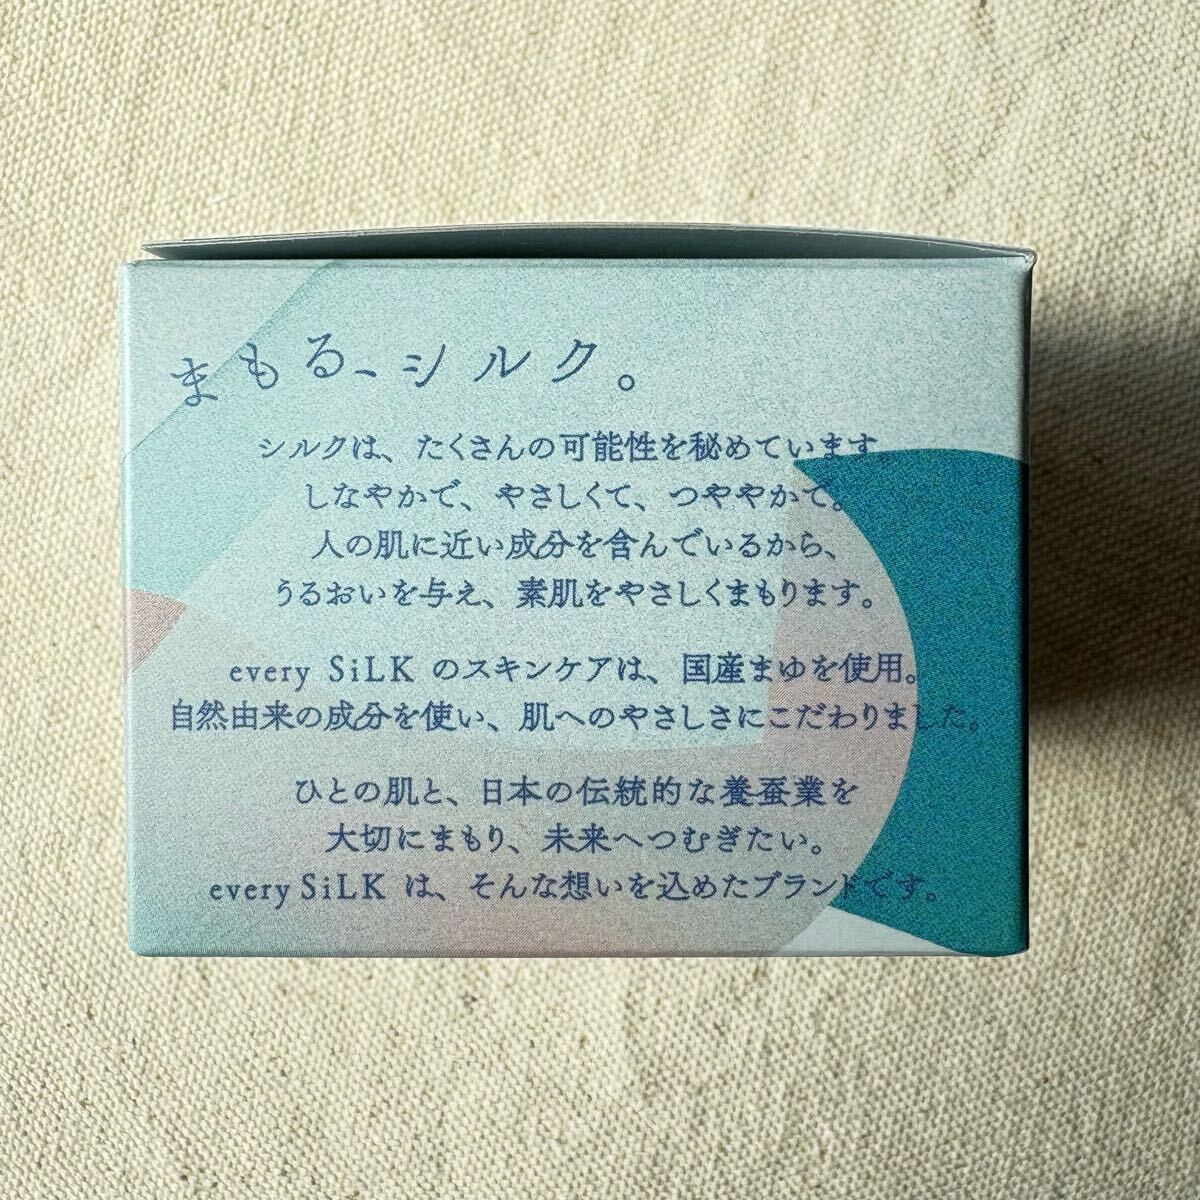 まもる、シルク。
シルクは、たくさんの可能性を秘めています
しなやかで、やさしくて、つややかで。
人の肌に近い成分を含んでいるから、
うるおいを与え、素肌をやさしくまもります。
every SiLK のスキンケアは、国産まゆを使用。
自然由来の成分を使い、肌へのやさしさにこだわりました。
ひとの肌と、日本の伝統的な養蚕業を
大切にまもり、未来へつむぎたい。
every SiLK は、そんな想いを込めたブランドです。